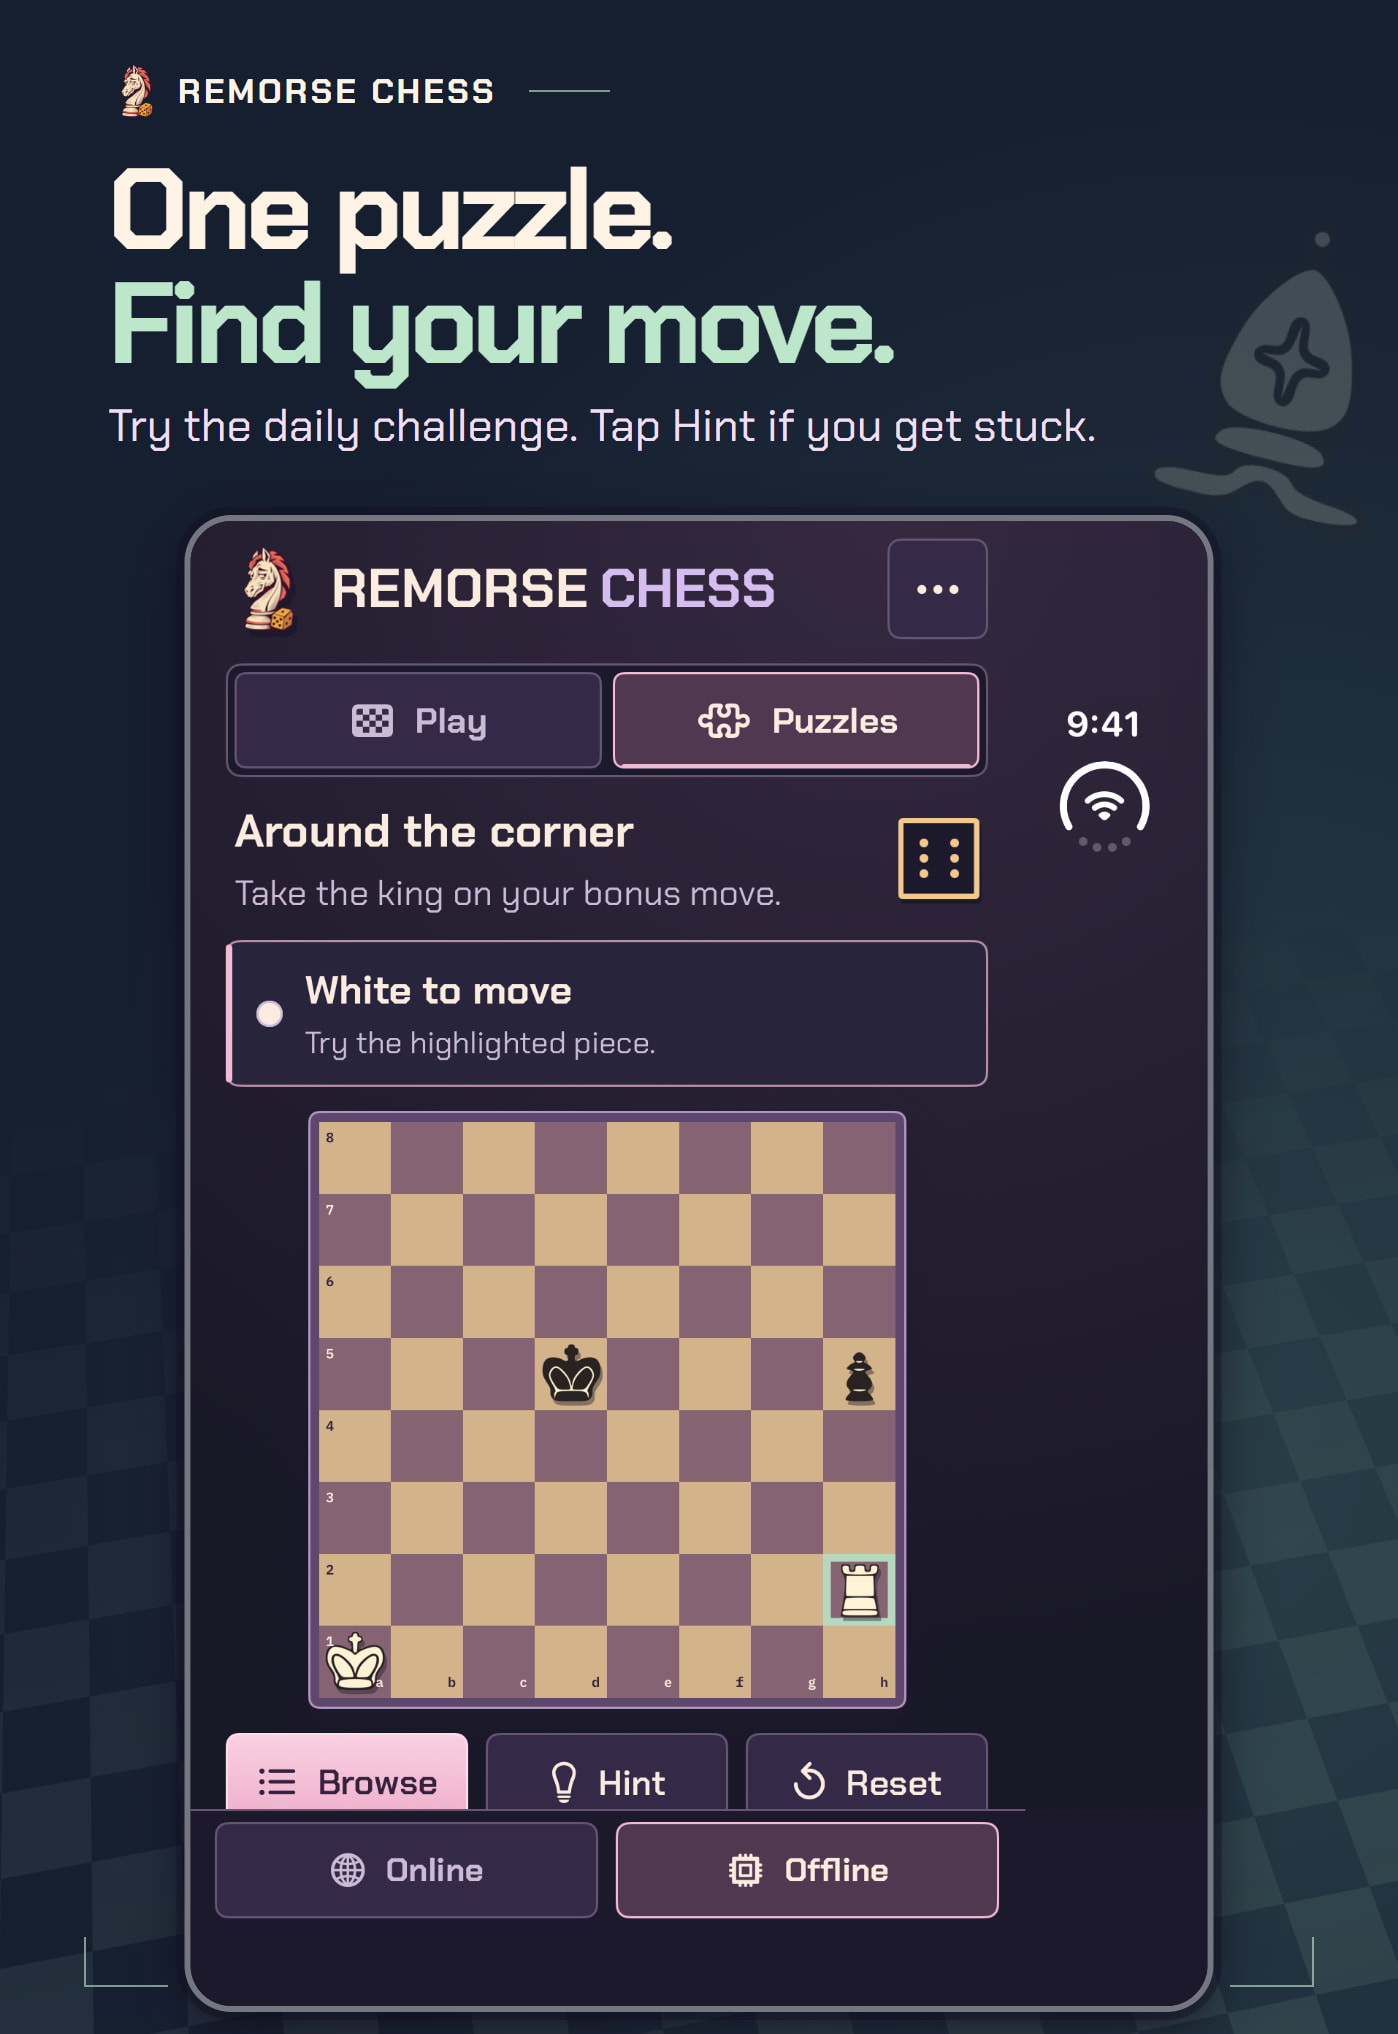 REMORSE CHESS
One puzzle.
Find your move.
Try the daily challenge. Tap Hint if you get stuck.
REMORSE CHESS
Play
Puzzles
9:41
Around the corner
Take the king on your bonus move.
White to move
Try the highlighted piece.
8
7
6
5
4
3
2
1
a b c d e f g h
Browse
Hint
Reset
Online
Offline